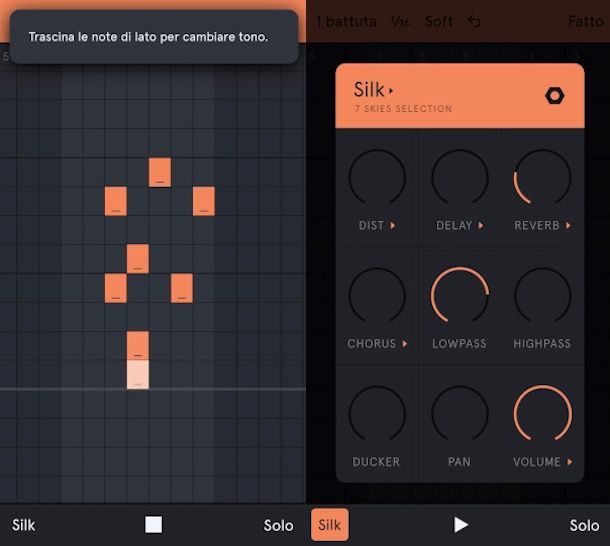 Trascina le note di lato per cambiare tono.
5
Silk
Solo
1 battuta 1/16 Soft Fatto
Silk
7 SKIES SELECTION
DIST DELAY REVERB
CHORUS LOWPASS HIGHPASS
DUCKER PAN VOLUME
Silk
Solo